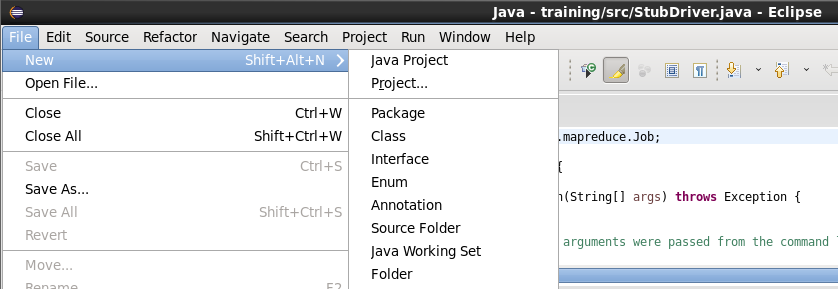 Java - training/src/StubDriver.java - Eclipse
File Edit Source Refactor Navigate Search Project Run Window Help
New Shift+Alt+N
Open File...
Close Ctrl+W
Close All Shift+Ctrl+W
Save Ctrl+S
Save As...
Save All Shift+Ctrl+S
Revert
Move...
Rename... F2
Java Project
Project...
Package
Class
Interface
Enum
Annotation
Source Folder
Java Working Set
Folder
.mapreduce.Job;
{
(String[] args) throws Exception {
arguments were passed from the command